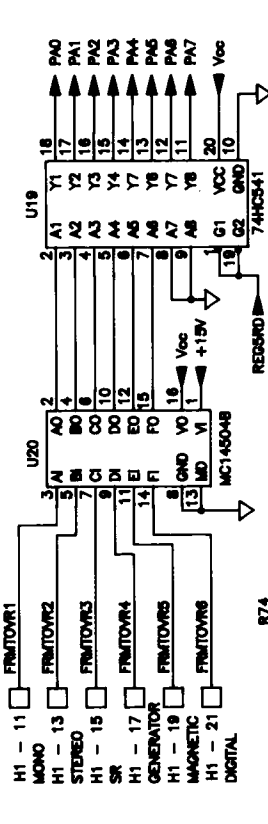 H1 - 11
MONO
H1 - 13
STEREO
H1 - 15
SR
H1 - 17
GENERATOR
H1 - 19
MAGNETIC
H1 - 21
DIGITAL
FRMTOVR1
FRMTOVR2
FRMTOVR3
FRMTOVR4
FRMTOVR5
FRMTOVR6
U20
3 AI AO 2
5 BI BO 4
7 CI CO 6
9 DI DO 10
11 EI EO 12
14 FI FO 15
8 GND VO 16 Vcc
13 MD VI 1 +15V
MC14504B
U19
2 A1 Y1 18 PA0
3 A2 Y2 17 PA1
4 A3 Y3 16 PA2
5 A4 Y4 15 PA3
6 A5 Y7 14 PA4
7 A6 Y6 13 PA5
8 A7 Y7 12 PA6
9 A8 Y8 11 PA7
1 G1 VCC 20 Vcc
19 G2 GND 10
74HC541
REG5RD
R74